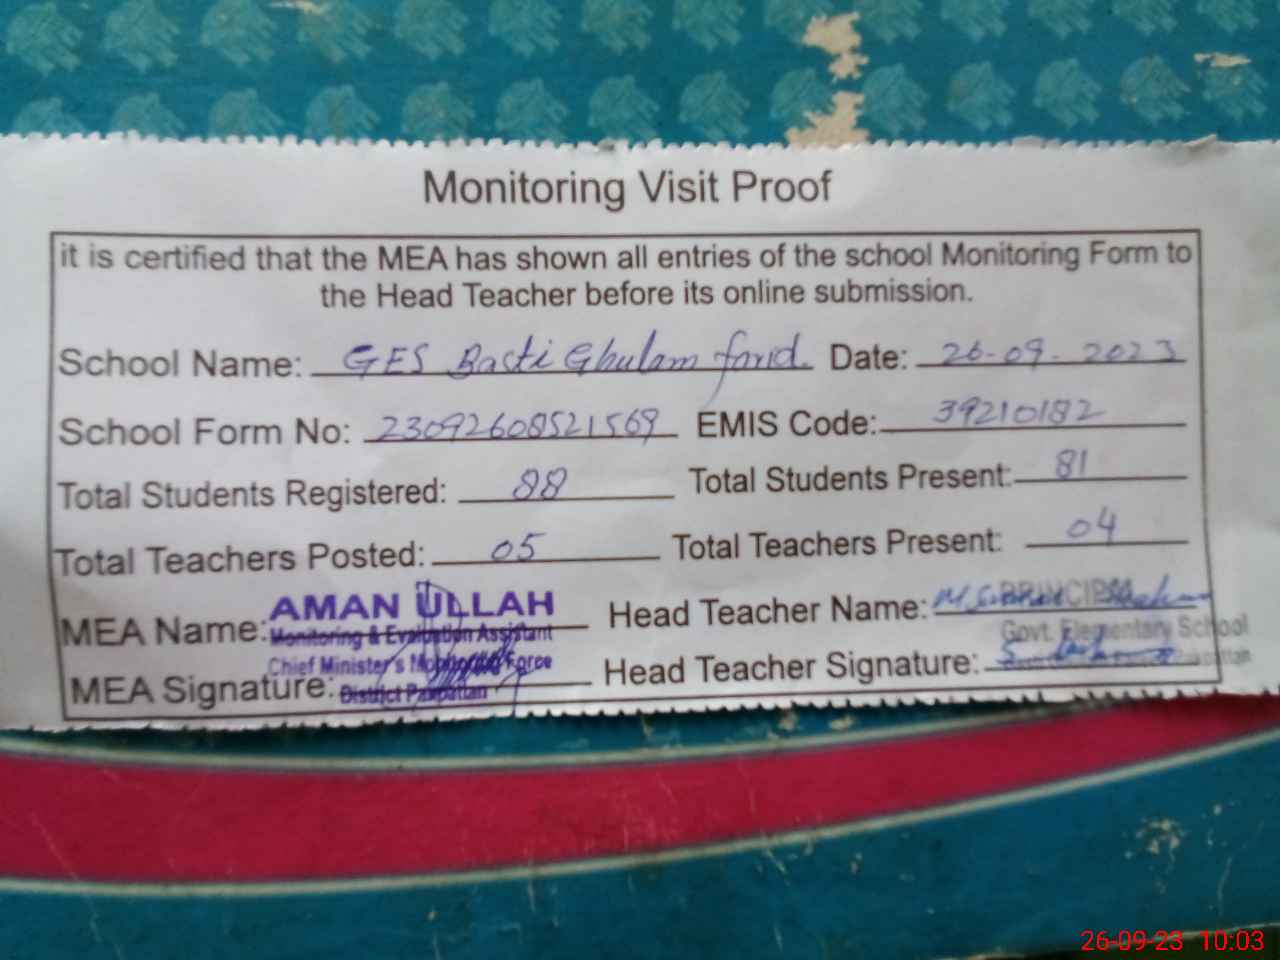 Monitoring Visit Proof
it is certified that the MEA has shown all entries of the school Monitoring Form to
the Head Teacher before its online submission.
School Name: GES Basti Ghulam farid. Date: 26-09-2023
School Form No: 23092608521569 EMIS Code: 39210182
Total Students Registered: 88 Total Students Present: 81
Total Teachers Posted: 05 Total Teachers Present: 04
MEA Name: AMAN ULLAH Head Teacher Name: PRINCIPAL
Monitoring & Evaluation Assistant Govt. Elementary School
Chief Minister's Monitoring Force
MEA Signature: District Pakpattan Head Teacher Signature:
26-09-23 10:03